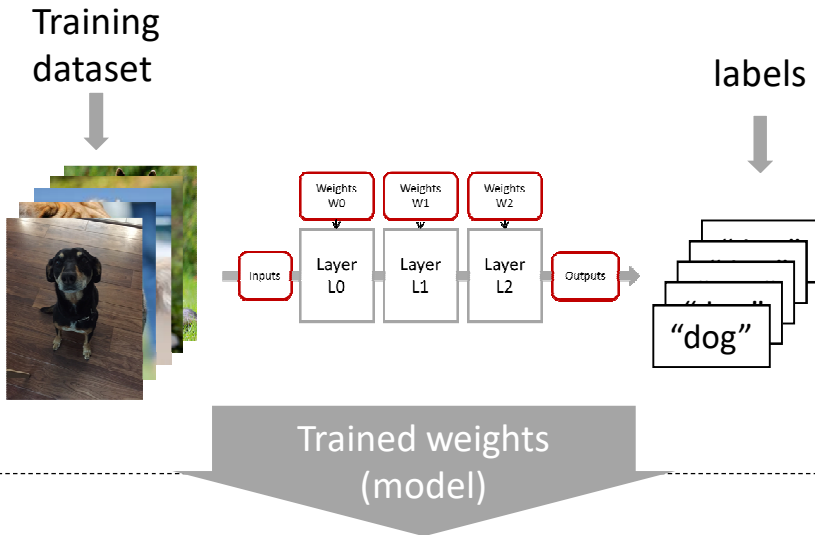 Training
dataset
labels
Weights
W0
Weights
W1
Weights
W2
Inputs
Layer
L0
Layer
L1
Layer
L2
Outputs
“dog”
Trained weights
(model)